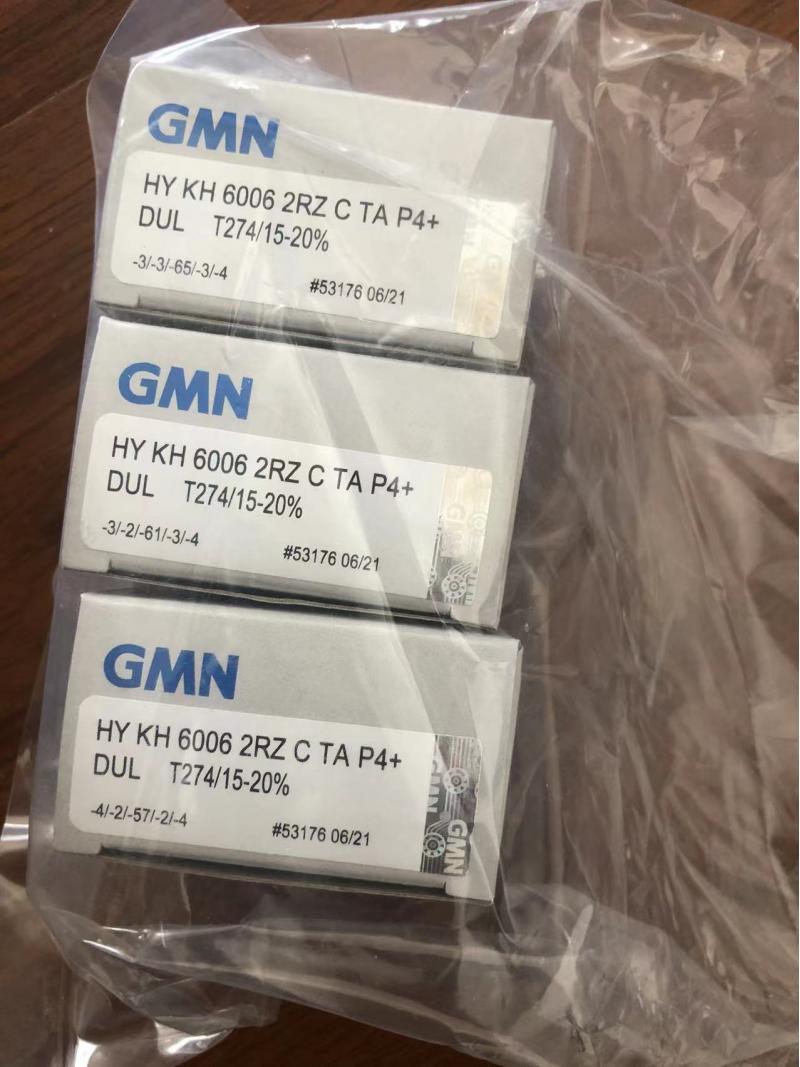 GMN
HY KH 6006 2RZ C TA P4+
DUL T274/15-20%
-3/-3/-65/-3/-4
#53176 06/21
GMN
HY KH 6006 2RZ C TA P4+
DUL T274/15-20%
-3/-2/-61/-3/-4
#53176 06/21
GMN
HY KH 6006 2RZ C TA P4+
DUL T274/15-20%
-4/-2/-57/-2/-4
#53176 06/21
GMN
GMN